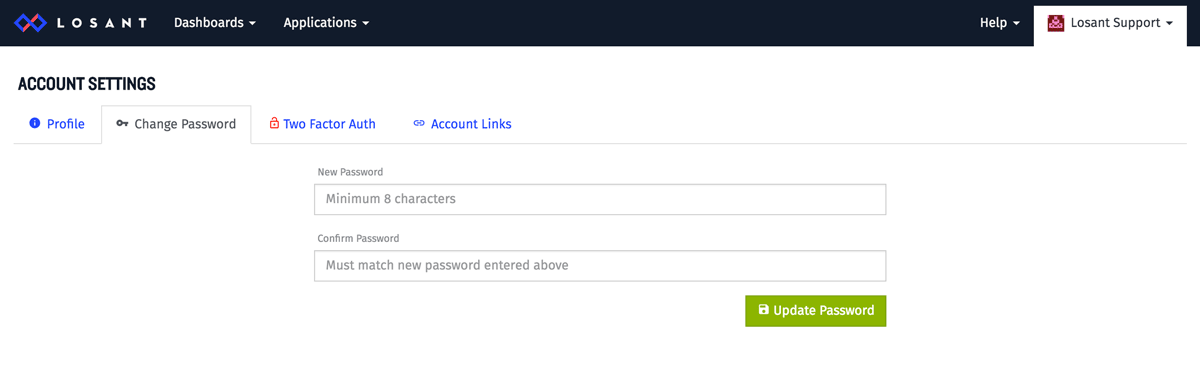 LOSANT Dashboards Applications Help Losant Support
ACCOUNT SETTINGS
Profile Change Password Two Factor Auth Account Links
New Password
Minimum 8 characters
Confirm Password
Must match new password entered above
Update Password